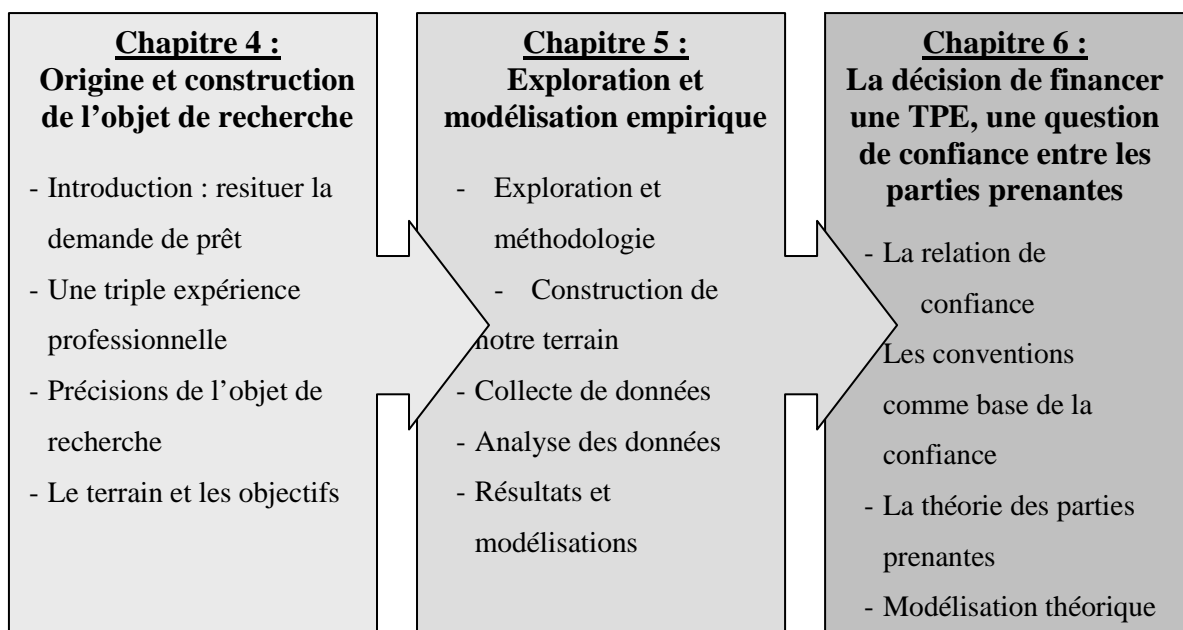 Chapitre 4 :
Origine et construction
de l’objet de recherche
- Introduction : resituer la
demande de prêt
- Une triple expérience
professionnelle
- Précisions de l’objet de
recherche
- Le terrain et les objectifs
Chapitre 5 :
Exploration et
modélisation empirique
- Exploration et
méthodologie
- Construction de
notre terrain
- Collecte de données
- Analyse des données
- Résultats et
modélisations
Chapitre 6 :
La décision de financer
une TPE, une question
de confiance entre les
parties prenantes
- La relation de
confiance
Les conventions
comme base de la
confiance
- La théorie des parties
prenantes
- Modélisation théorique